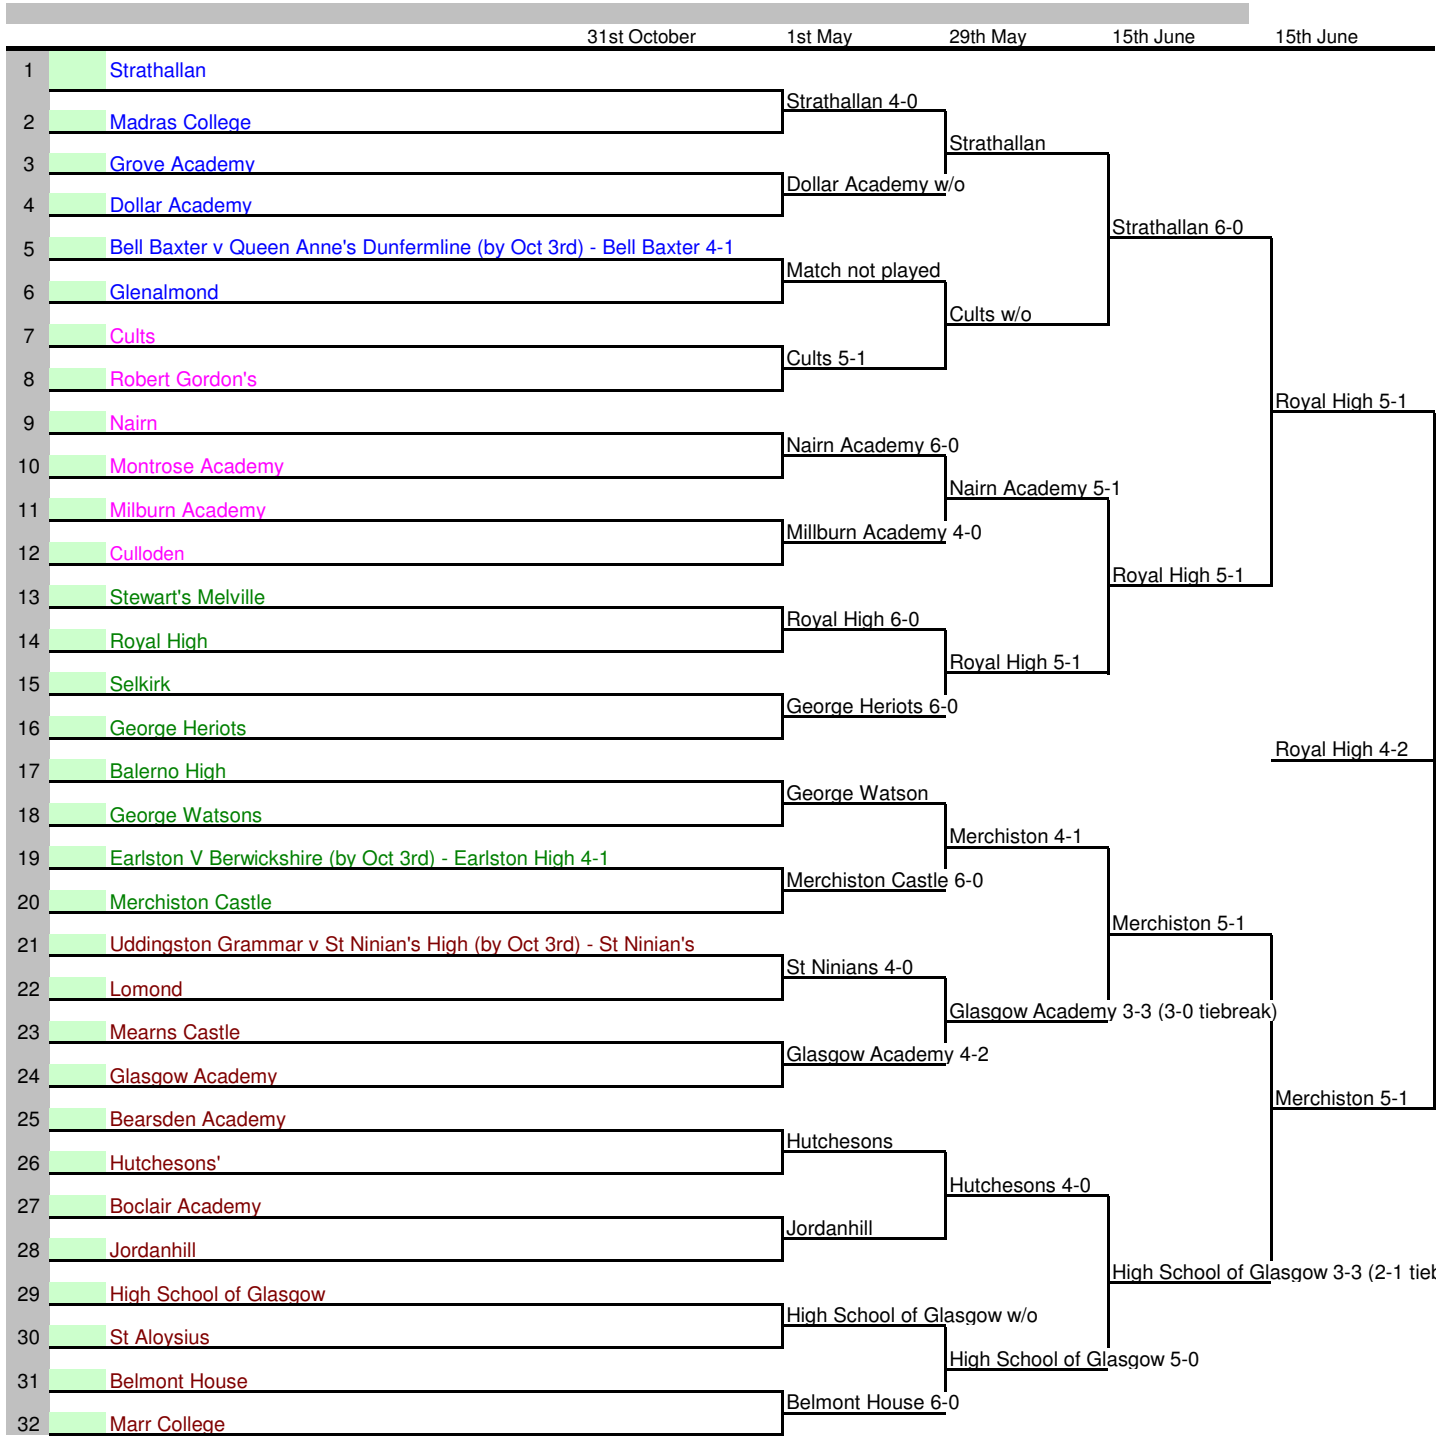 31st October 1st May 29th May 15th June 15th June
1 Strathallan
Strathallan 4-0
2 Madras College
Strathallan
3 Grove Academy
Dollar Academy w/o
4 Dollar Academy
Strathallan 6-0
5 Bell Baxter v Queen Anne's Dunfermline (by Oct 3rd) - Bell Baxter 4-1
Match not played
6 Glenalmond
Cults w/o
7 Cults
Cults 5-1
8 Robert Gordon's
Royal High 5-1
9 Nairn
Nairn Academy 6-0
10 Montrose Academy
Nairn Academy 5-1
11 Milburn Academy
Millburn Academy 4-0
12 Culloden
Royal High 5-1
13 Stewart's Melville
Royal High 6-0
14 Royal High
Royal High 5-1
15 Selkirk
George Heriots 6-0
16 George Heriots
Royal High 4-2
17 Balerno High
George Watson
18 George Watsons
Merchiston 4-1
19 Earlston V Berwickshire (by Oct 3rd) - Earlston High 4-1
Merchiston Castle 6-0
20 Merchiston Castle
Merchiston 5-1
21 Uddingston Grammar v St Ninian's High (by Oct 3rd) - St Ninian's
St Ninians 4-0
22 Lomond
Glasgow Academy 3-3 (3-0 tiebreak)
23 Mearns Castle
Glasgow Academy 4-2
24 Glasgow Academy
Merchiston 5-1
25 Bearsden Academy
Hutchesons
26 Hutchesons'
Hutchesons 4-0
27 Boclair Academy
Jordanhill
28 Jordanhill
High School of Glasgow 3-3 (2-1
29 High School of Glasgow
High School of Glasgow w/o
30 St Aloysius
High School of Glasgow 5-0
31 Belmont House
Belmont House 6-0
32 Marr College